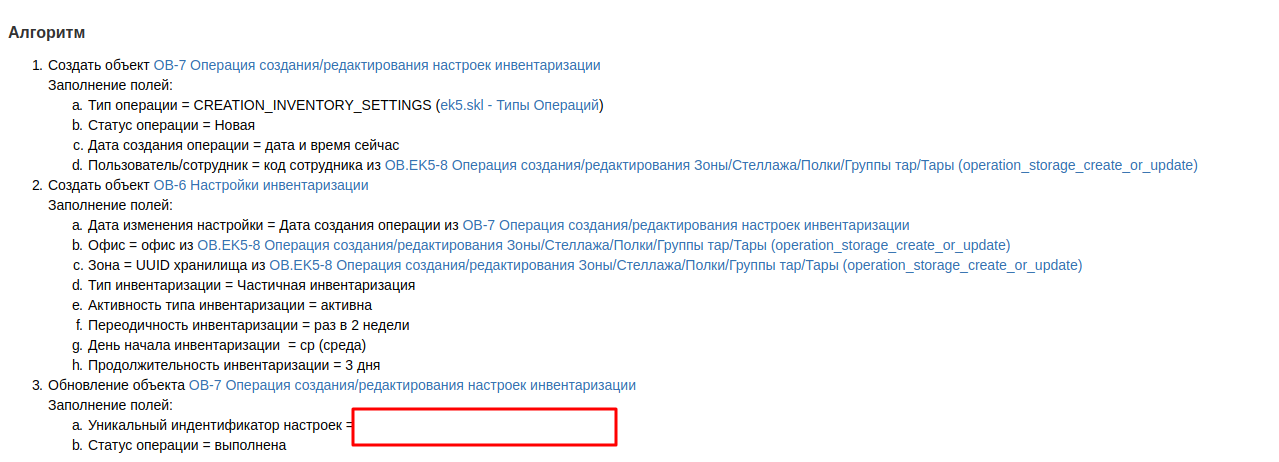 Алгоритм
1. Создать объект OB-7 Операция создания/редактирования настроек инвентаризации
Заполнение полей:
a. Тип операции = CREATION_INVENTORY_SETTINGS (ek5.skl - Типы Операций)
b. Статус операции = Новая
c. Дата создания операции = дата и время сейчас
d. Пользователь/сотрудник = код сотрудника из OB.EK5-8 Операция создания/редактирования Зоны/Стеллажа/Полки/Группы тар/Тары (operation_storage_create_or_update)
2. Создать объект OB-6 Настройки инвентаризации
Заполнение полей:
a. Дата изменения настройки = Дата создания операции из OB-7 Операция создания/редактирования настроек инвентаризации
b. Офис = офис из OB.EK5-8 Операция создания/редактирования Зоны/Стеллажа/Полки/Группы тар/Тары (operation_storage_create_or_update)
c. Зона = UUID хранилища из OB.EK5-8 Операция создания/редактирования Зоны/Стеллажа/Полки/Группы тар/Тары (operation_storage_create_or_update)
d. Тип инвентаризации = Частичная инвентаризация
e. Активность типа инвентаризации = активна
f. Переодичность инвентаризации = раз в 2 недели
g. День начала инвентаризации = ср (среда)
h. Продолжительность инвентаризации = 3 дня
3. Обновление объекта OB-7 Операция создания/редактирования настроек инвентаризации
Заполнение полей:
a. Уникальный индентификатор настроек =
b. Статус операции = выполнена